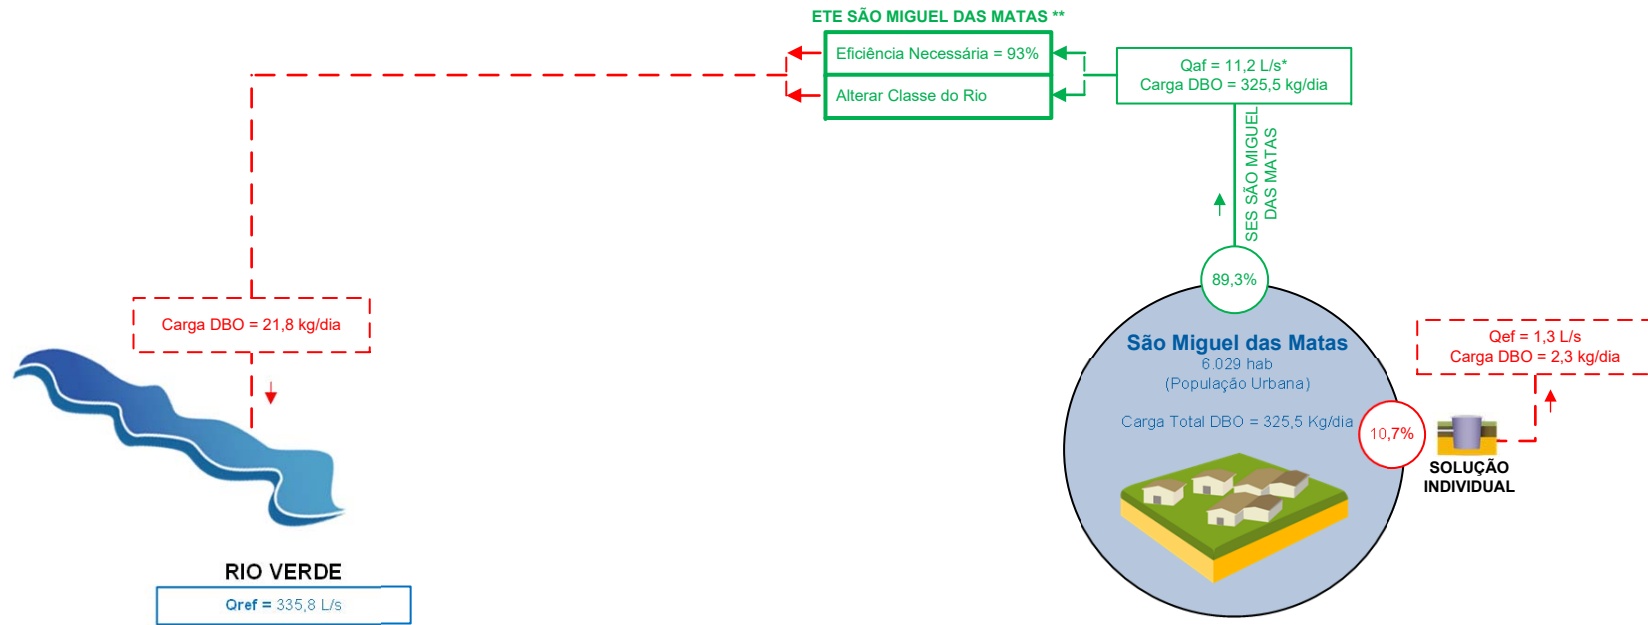 ETE SÃO MIGUEL DAS MATAS **
Eficiência Necessária = 93%
Alterar Classe do Rio
Qaf = 11,2 L/s*
Carga DBO = 325,5 kg/dia
SES SÃO MIGUEL
DAS MATAS
89,3%
Carga DBO = 21,8 kg/dia
São Miguel das Matas
6.029 hab
(População Urbana)
Carga Total DBO = 325,5 Kg/dia
10,7%
Qef = 1,3 L/s
Carga DBO = 2,3 kg/dia
SOLUÇÃO
INDIVIDUAL
RIO VERDE
Qref = 335,8 L/s